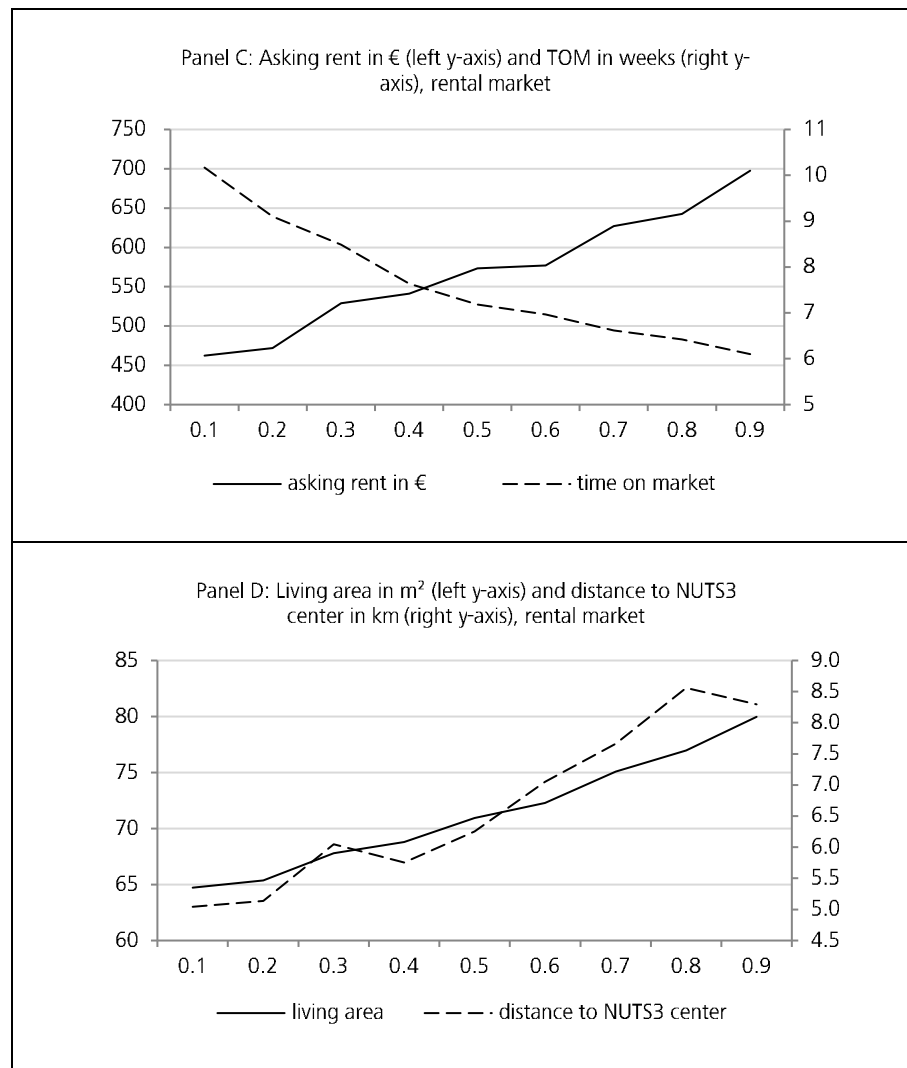 Panel C: Asking rent in € (left y-axis) and TOM in weeks (right y-
axis), rental market
750 11
700 10
650 9
600 8
550
500 7
450 6
400 5
0.1 0.2 0.3 0.4 0.5 0.6 0.7 0.8 0.9
asking rent in € time on market
Panel D: Living area in m² (left y-axis) and distance to NUTS3
center in km (right y-axis), rental market
85 9.0
8.5
80 8.0
7.5
75 7.0
70 6.5
6.0
65 5.5
5.0
60 4.5
0.1 0.2 0.3 0.4 0.5 0.6 0.7 0.8 0.9
living area distance to NUTS3 center